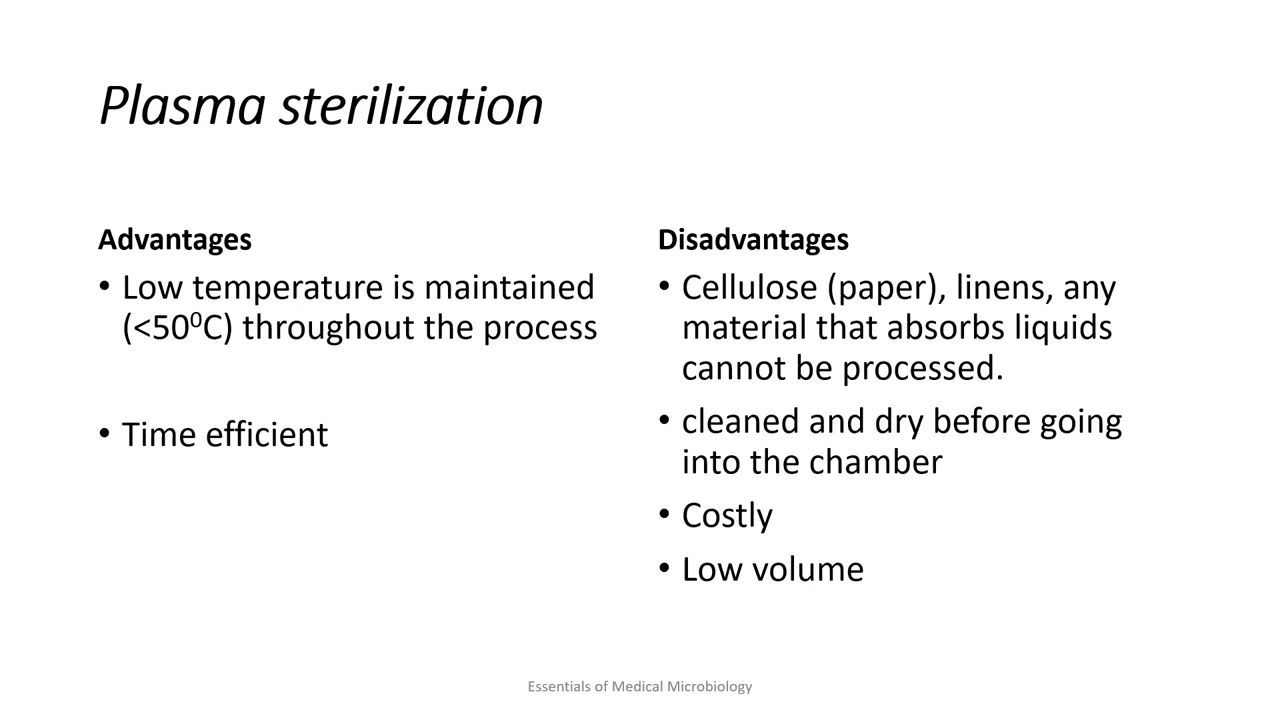 Plasma sterilization
Advantages
• Low temperature is maintained
(<50⁰C) throughout the process
• Time efficient
Disadvantages
• Cellulose (paper), linens, any
material that absorbs liquids
cannot be processed.
• cleaned and dry before going
into the chamber
• Costly
• Low volume
Essentials of Medical Microbiology